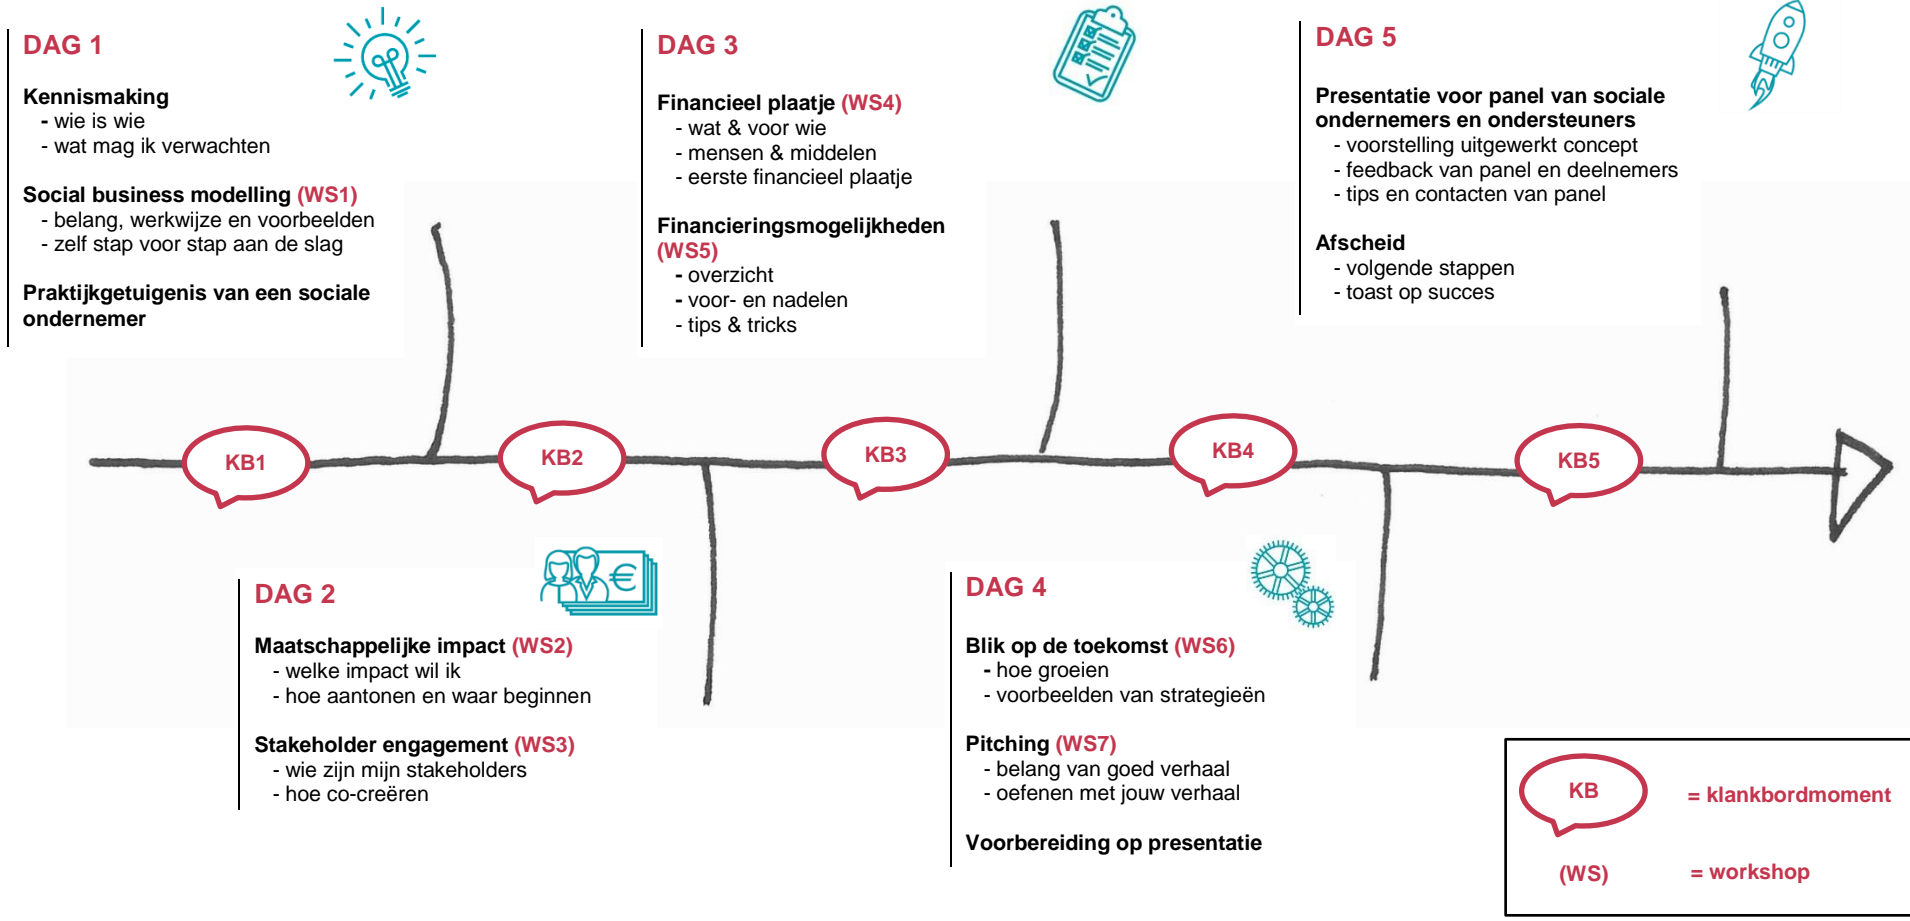 DAG 1
Kennismaking
- wie is wie
- wat mag ik verwachten
Social business modelling (WS1)
- belang, werkwijze en voorbeelden
- zelf stap voor stap aan de slag
Praktijkgetuigenis van een sociale
ondernemer
DAG 3
Financieel plaatje (WS4)
- wat & voor wie
- mensen & middelen
- eerste financieel plaatje
Financieringsmogelijkheden
(WS5)
- overzicht
- voor- en nadelen
- tips & tricks
DAG 5
Presentatie voor panel van sociale
ondernemers en ondersteuners
- voorstelling uitgewerkt concept
- feedback van panel en deelnemers
- tips en contacten van panel
Afscheid
- volgende stappen
- toast op succes
KB1
KB2
KB3
KB4
KB5
DAG 2
€
Maatschappelijke impact (WS2)
- welke impact wil ik
- hoe aantonen en waar beginnen
Stakeholder engagement (WS3)
- wie zijn mijn stakeholders
- hoe co-creëren
DAG 4
Blik op de toekomst (WS6)
- hoe groeien
- voorbeelden van strategieën
Pitching (WS7)
- belang van goed verhaal
- oefenen met jouw verhaal
Voorbereiding op presentatie
KB = klankbordmoment
(WS) = workshop